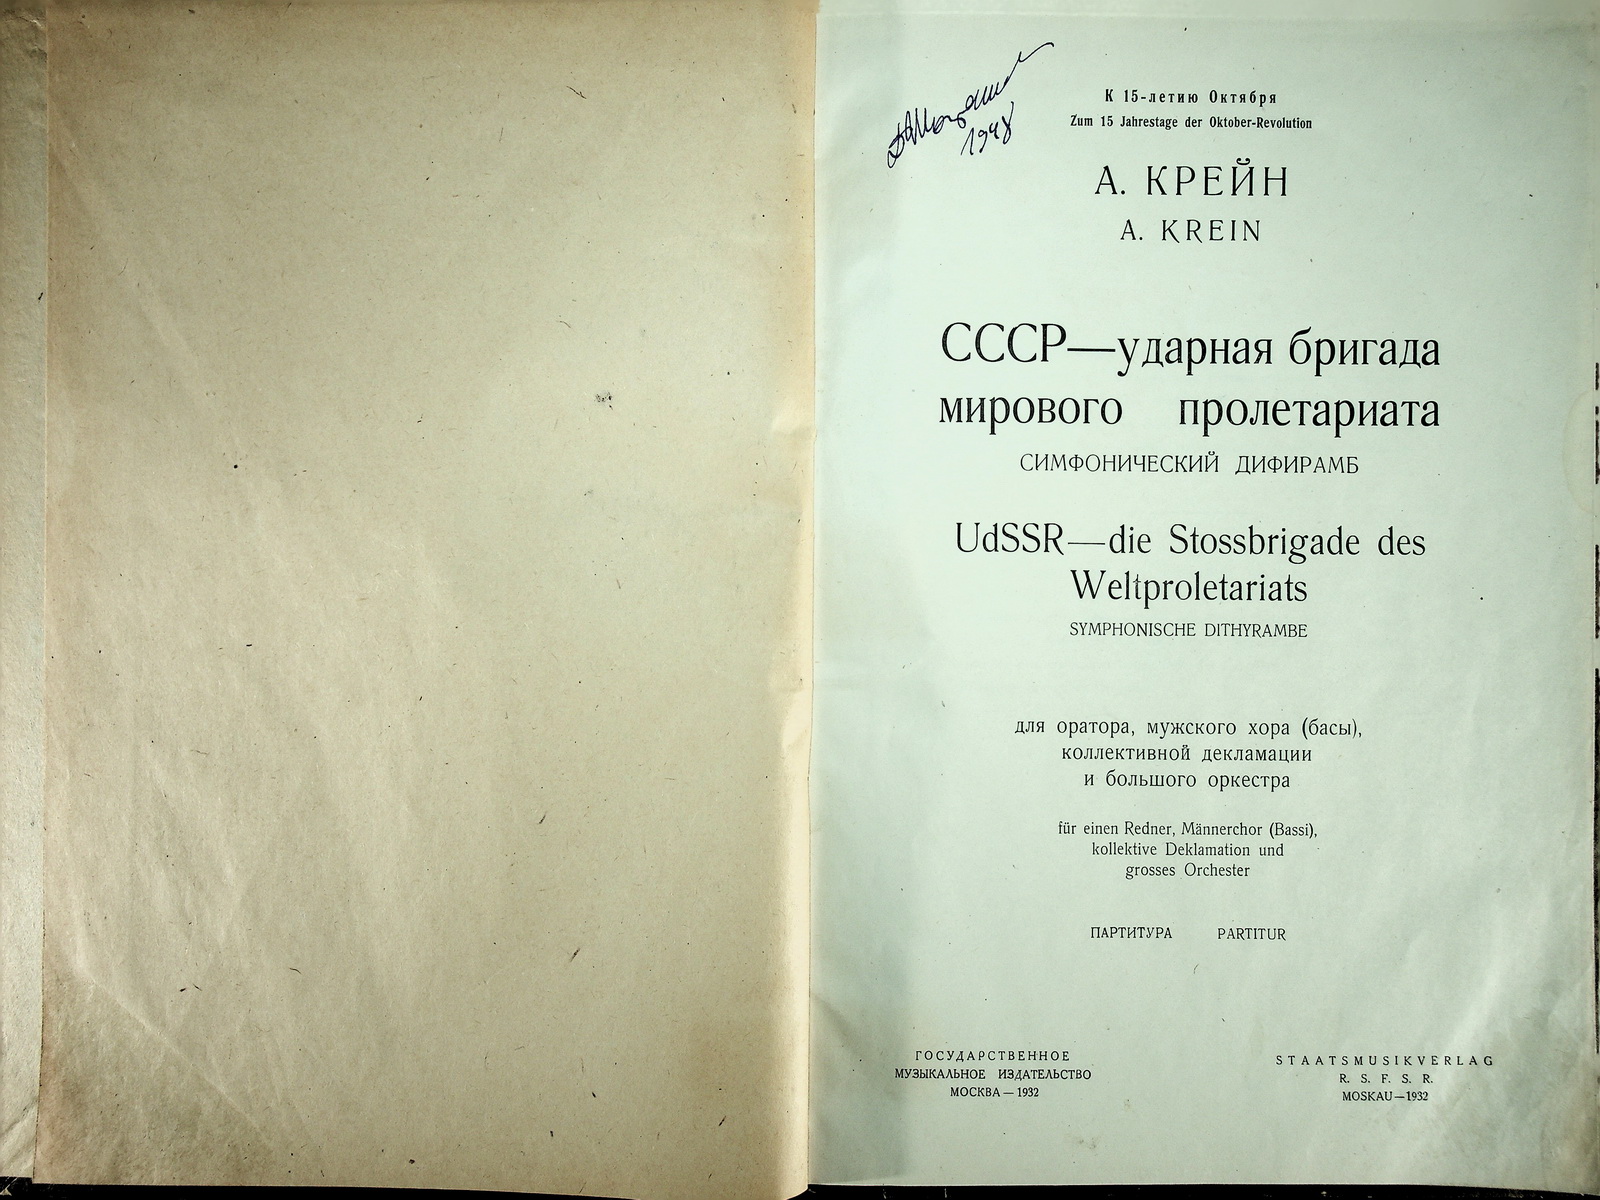 1948
К 15-летию Октября
Zum 15 Jahrestage der Oktober-Revolution
А. КРЕЙН
A. KREIN
СССР—ударная бригада
мирового пролетариата
СИМФОНИЧЕСКИЙ ДИФИРАМБ
UdSSR—die Stossbrigade des
Weltproletariats
SYMPHONISCHE DITHYRAMBE
для оратора, мужского хора (басы),
коллективной декламации
и большого оркестра
für einen Redner, Männerchor (Bassi),
kollektive Deklamation und
grosses Orchester
ПАРТИТУРА PARTITUR
ГОСУДАРСТВЕННОЕ
МУЗЫКАЛЬНОЕ ИЗДАТЕЛЬСТВО
МОСКВА — 1932
STAATSMUSIKVERLAG
R. S. F. S. R.
MOSKAU—1932